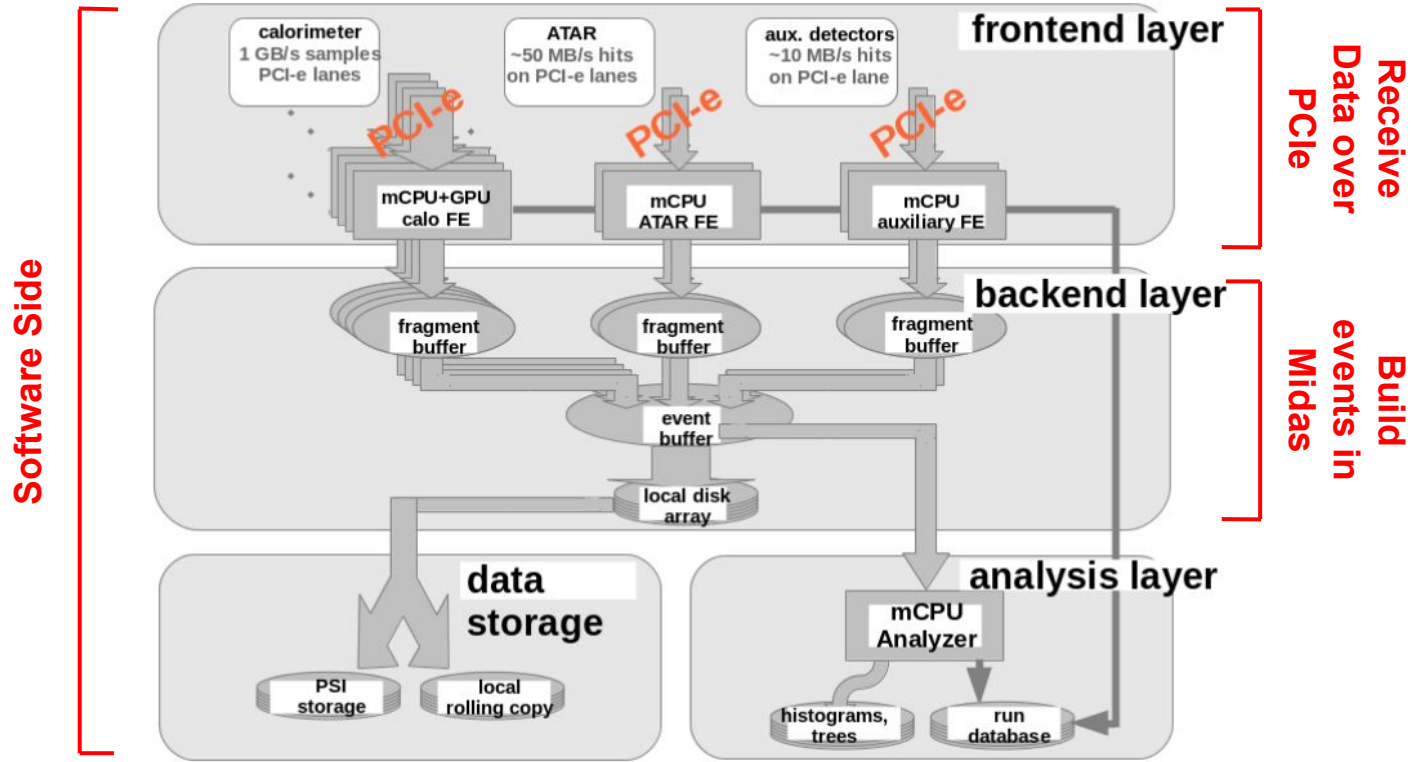 calorimeter
1 GB/s samples
PCI-e lanes
ATAR
~50 MB/s hits
on PCI-e lanes
aux. detectors
~10 MB/s hits
on PCI-e lane
frontend layer
PCI-e
PCI-e
PCI-e
mCPU+GPU
calo FE
mCPU
ATAR FE
mCPU
auxiliary FE
Receive
Data over
PCIe
Software Side
backend layer
fragment
buffer
fragment
buffer
fragment
buffer
event
buffer
local disk
array
Build
events in
Midas
data
storage
PSI
storage
local
rolling copy
analysis layer
mCPU
Analyzer
histograms,
trees
run
database